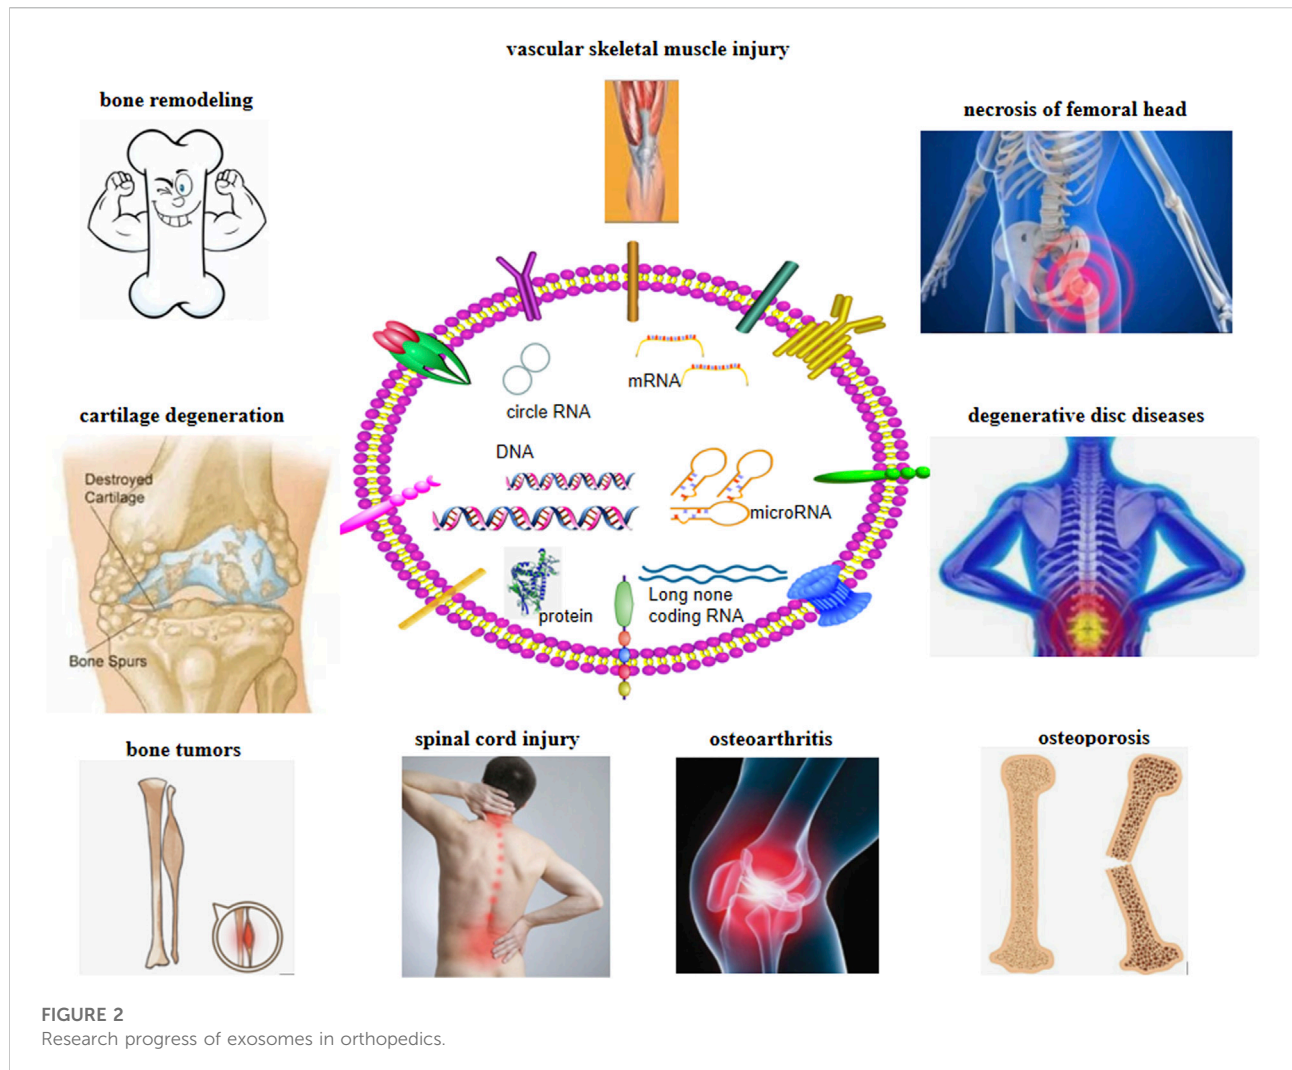 vascular skeletal muscle injury
bone remodeling
necrosis of femoral head
circle RNA
mRNA
cartilage degeneration
Destroyed
Cartilage
Bone Spurs
DNA
microRNA
protein
Long none
coding RNA
degenerative disc diseases
bone tumors
spinal cord injury
osteoarthritis
osteoporosis
FIGURE 2
Research progress of exosomes in orthopedics.